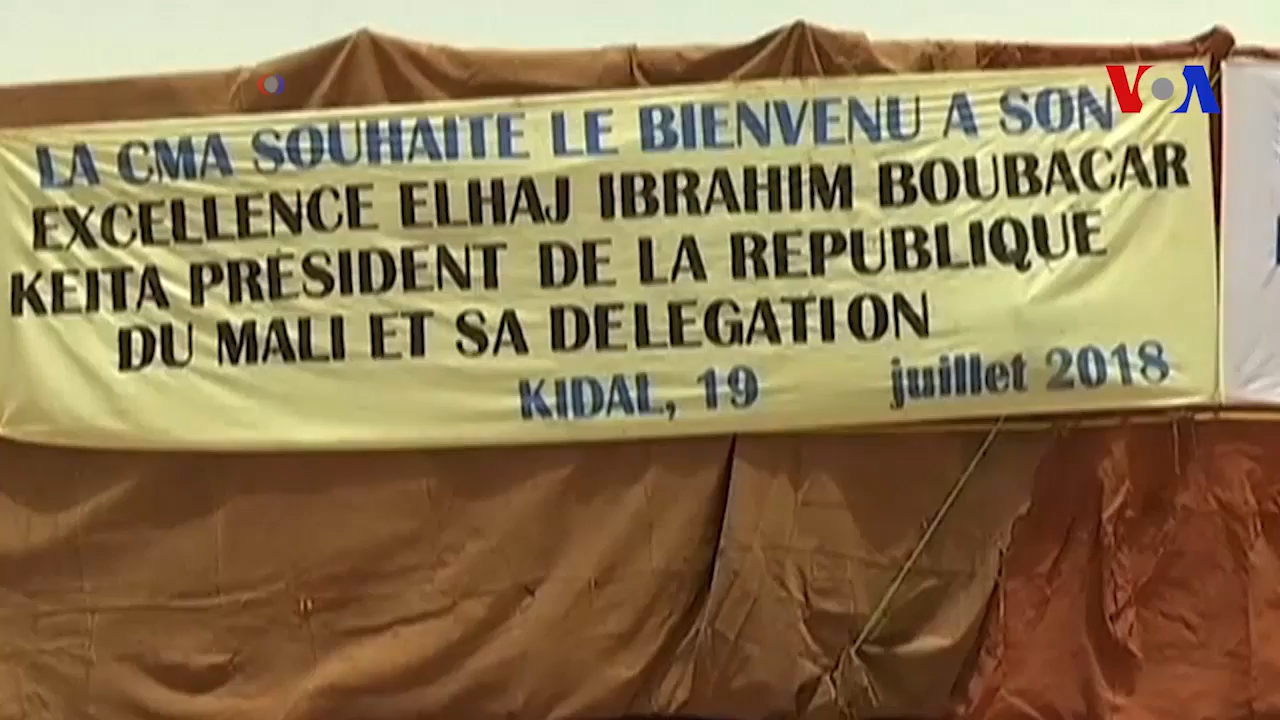 VOA
LA CMA SOUHAITE LE BIENVENU A SON
EXCELLENCE ELHAJ IBRAHIM BOUBACAR
KEITA PRESIDENT DE LA REPUBLIQUE
DU MALI ET SA DELEGATION
KIDAL, 19 juillet 2018